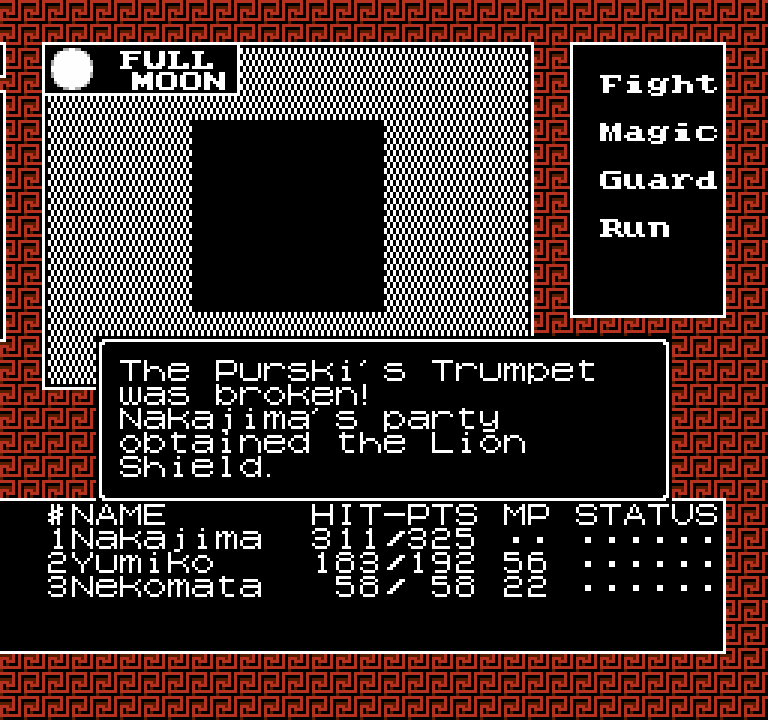 FULL
MOON
Fight
Magic
Guard
Run
The Purski's Trumpet
was broken!
Nakajima's party
obtained the Lion
Shield.
#NAME HIT-PTS MP STATUS
1Nakajima 311/325 .. ......
2Yumiko 183/192 56 ......
3Nekomata 58/ 58 22 ......